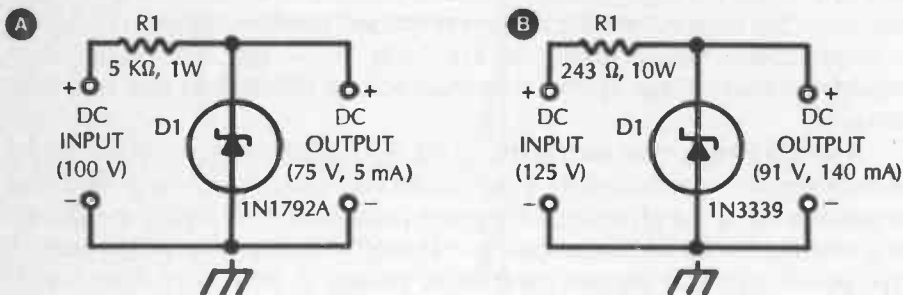 A
R1
5 KΩ, 1W
+
+
DC
INPUT
(100 V)
D1
DC
OUTPUT
(75 V, 5 mA)
−
−
1N1792A
B
R1
243 Ω, 10W
+
+
DC
INPUT
(125 V)
D1
DC
OUTPUT
(91 V, 140 mA)
−
−
1N3339